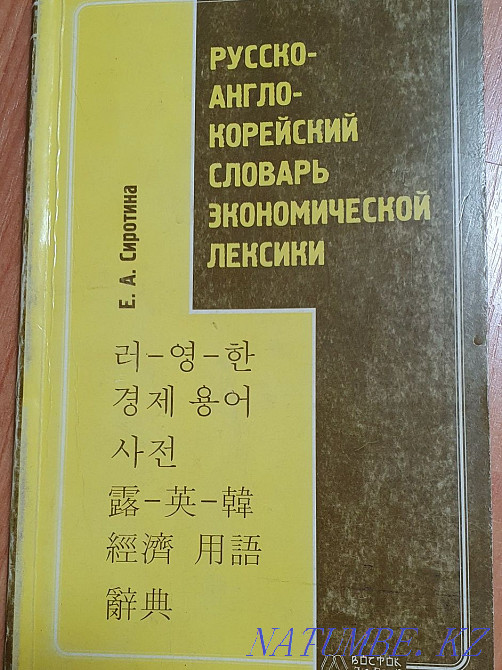 РУССКО-
АНГЛО-
КОРЕЙСКИЙ
СЛОВАРЬ
ЭКОНОМИЧЕСКОЙ
ЛЕКСИКИ
Е. А. Сиротина
러-영-한
경제 용어
사전
露-英-韓
經濟 用語
辭典
ВОСТОК
NATUMBE.KZ